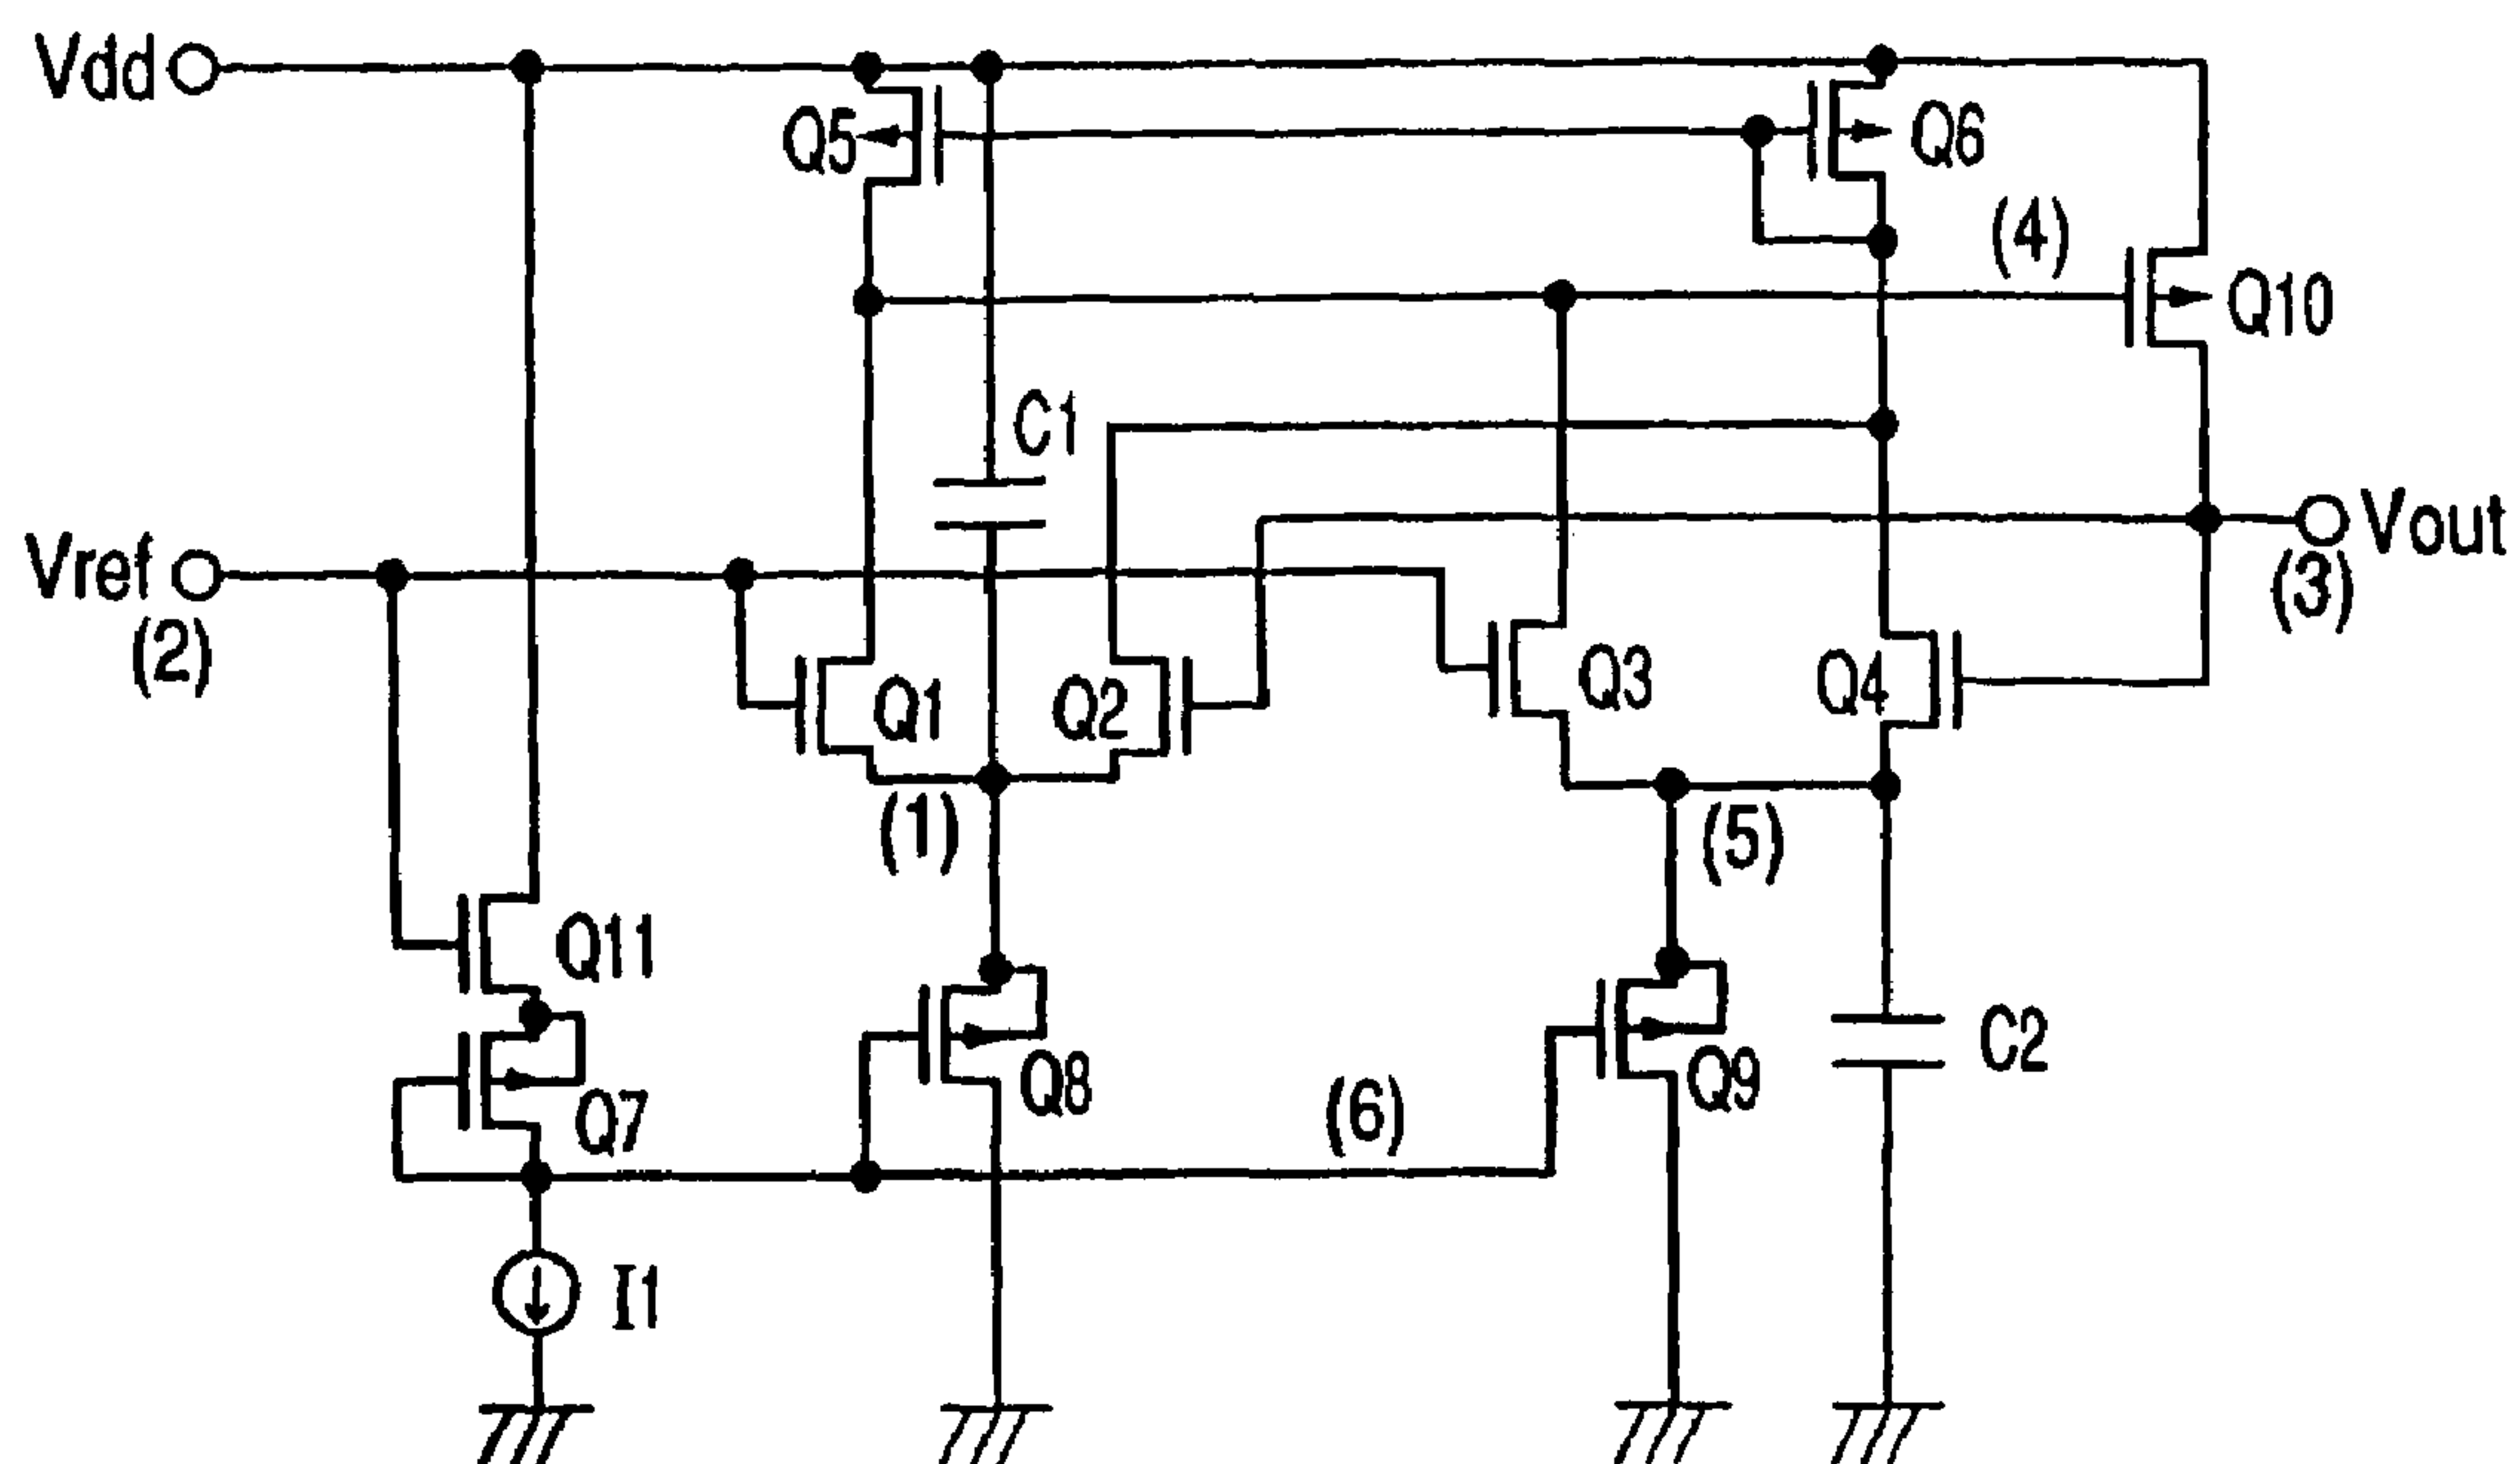 Vdd
Q5
Q6
(4)
Q10
C1
Vref
(2)
Vout
(3)
Q1
Q2
Q3
Q4
(1)
(5)
Q11
Q7
Q8
(6)
Q9
C2
I1